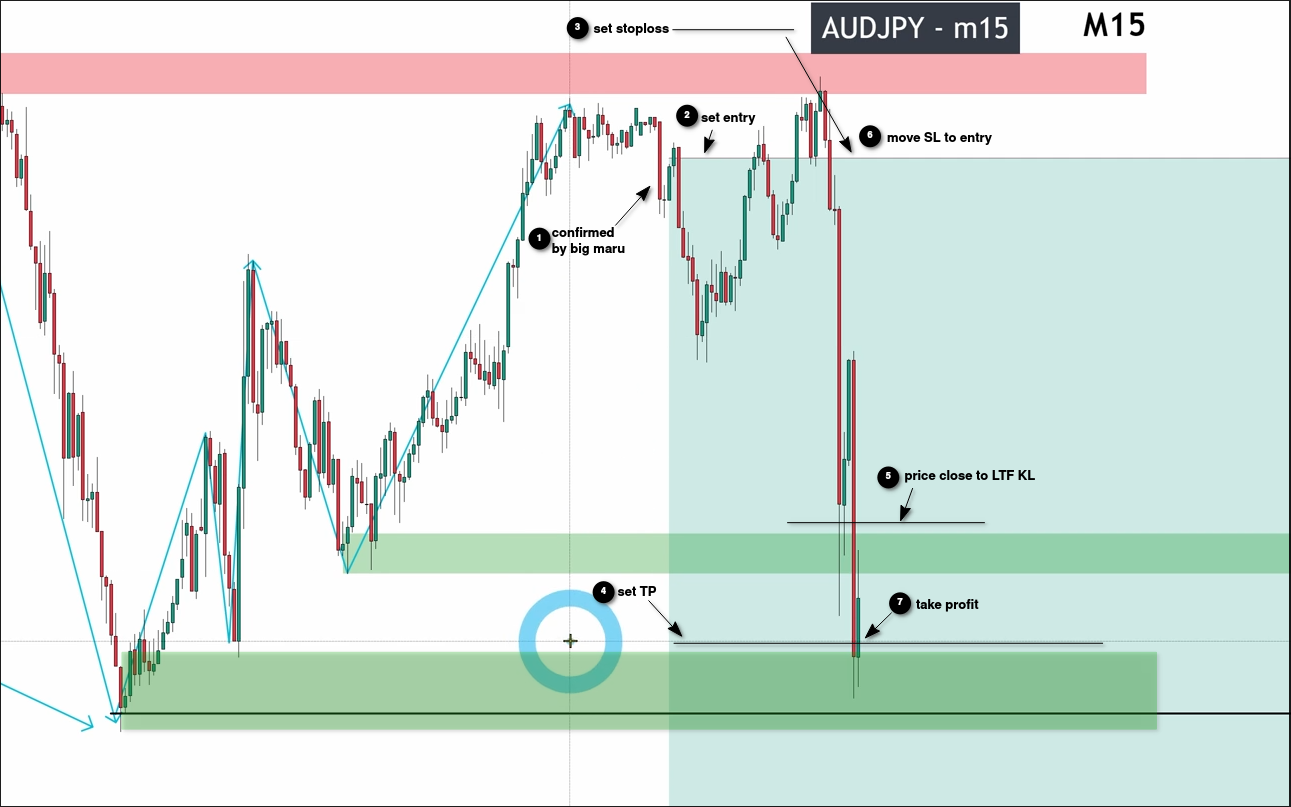 3 set stoploss
AUDJPY - m15
M15
2 set entry
6 move SL to entry
1 confirmed
by big maru
5 price close to LTF KL
4 set TP
7 take profit